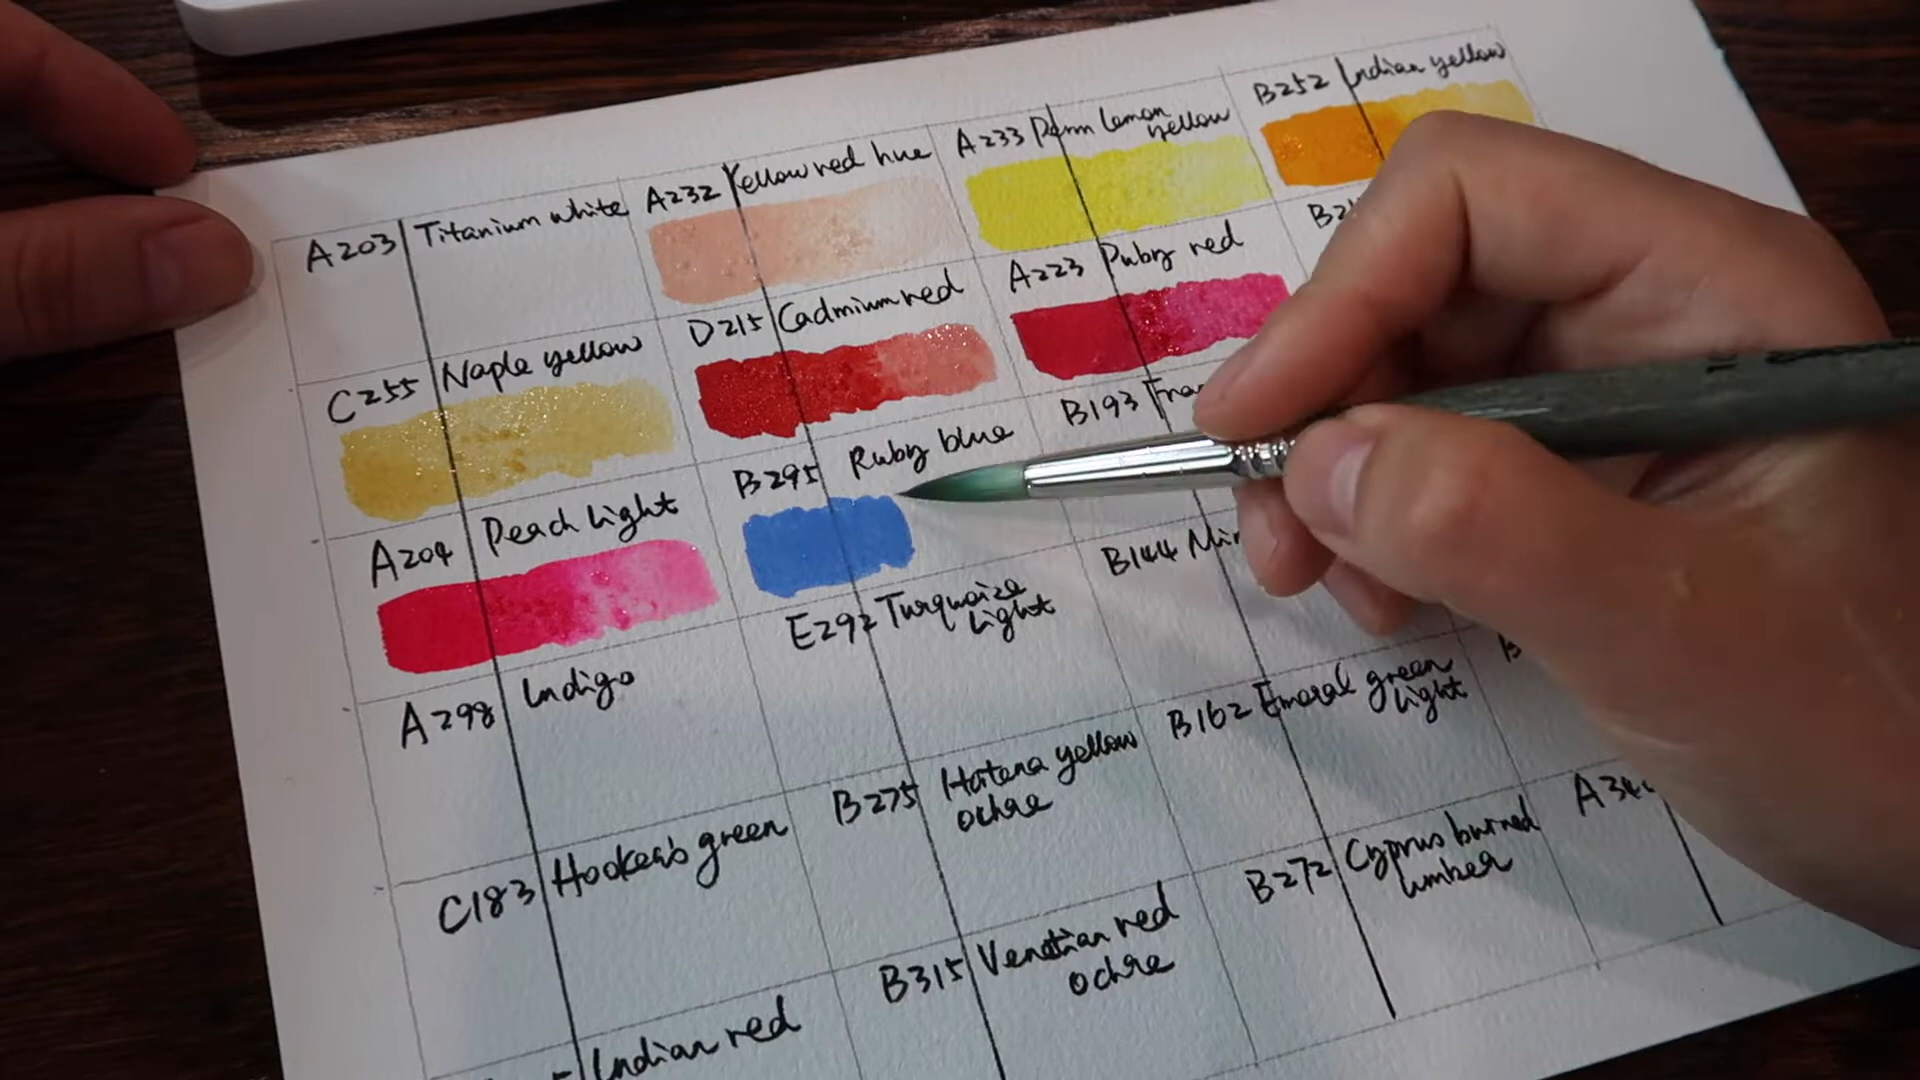 A203 Titanium white
A232 Yellow red hue
A233 Perm lemon
yellow
B252 Indian yellow
C255 Naple yellow
D215 Cadmium red
A223 Ruby red
A204 Peach light
B295 Ruby blue
B193
A298 Indigo
E292 Turquoize
light
B144
C183 Hooker's green
B275 Hatena yellow
ochre
B162 Emeral green
light
Indian red
B315 Venetian red
ochre
B272 Cyprus burned
umber